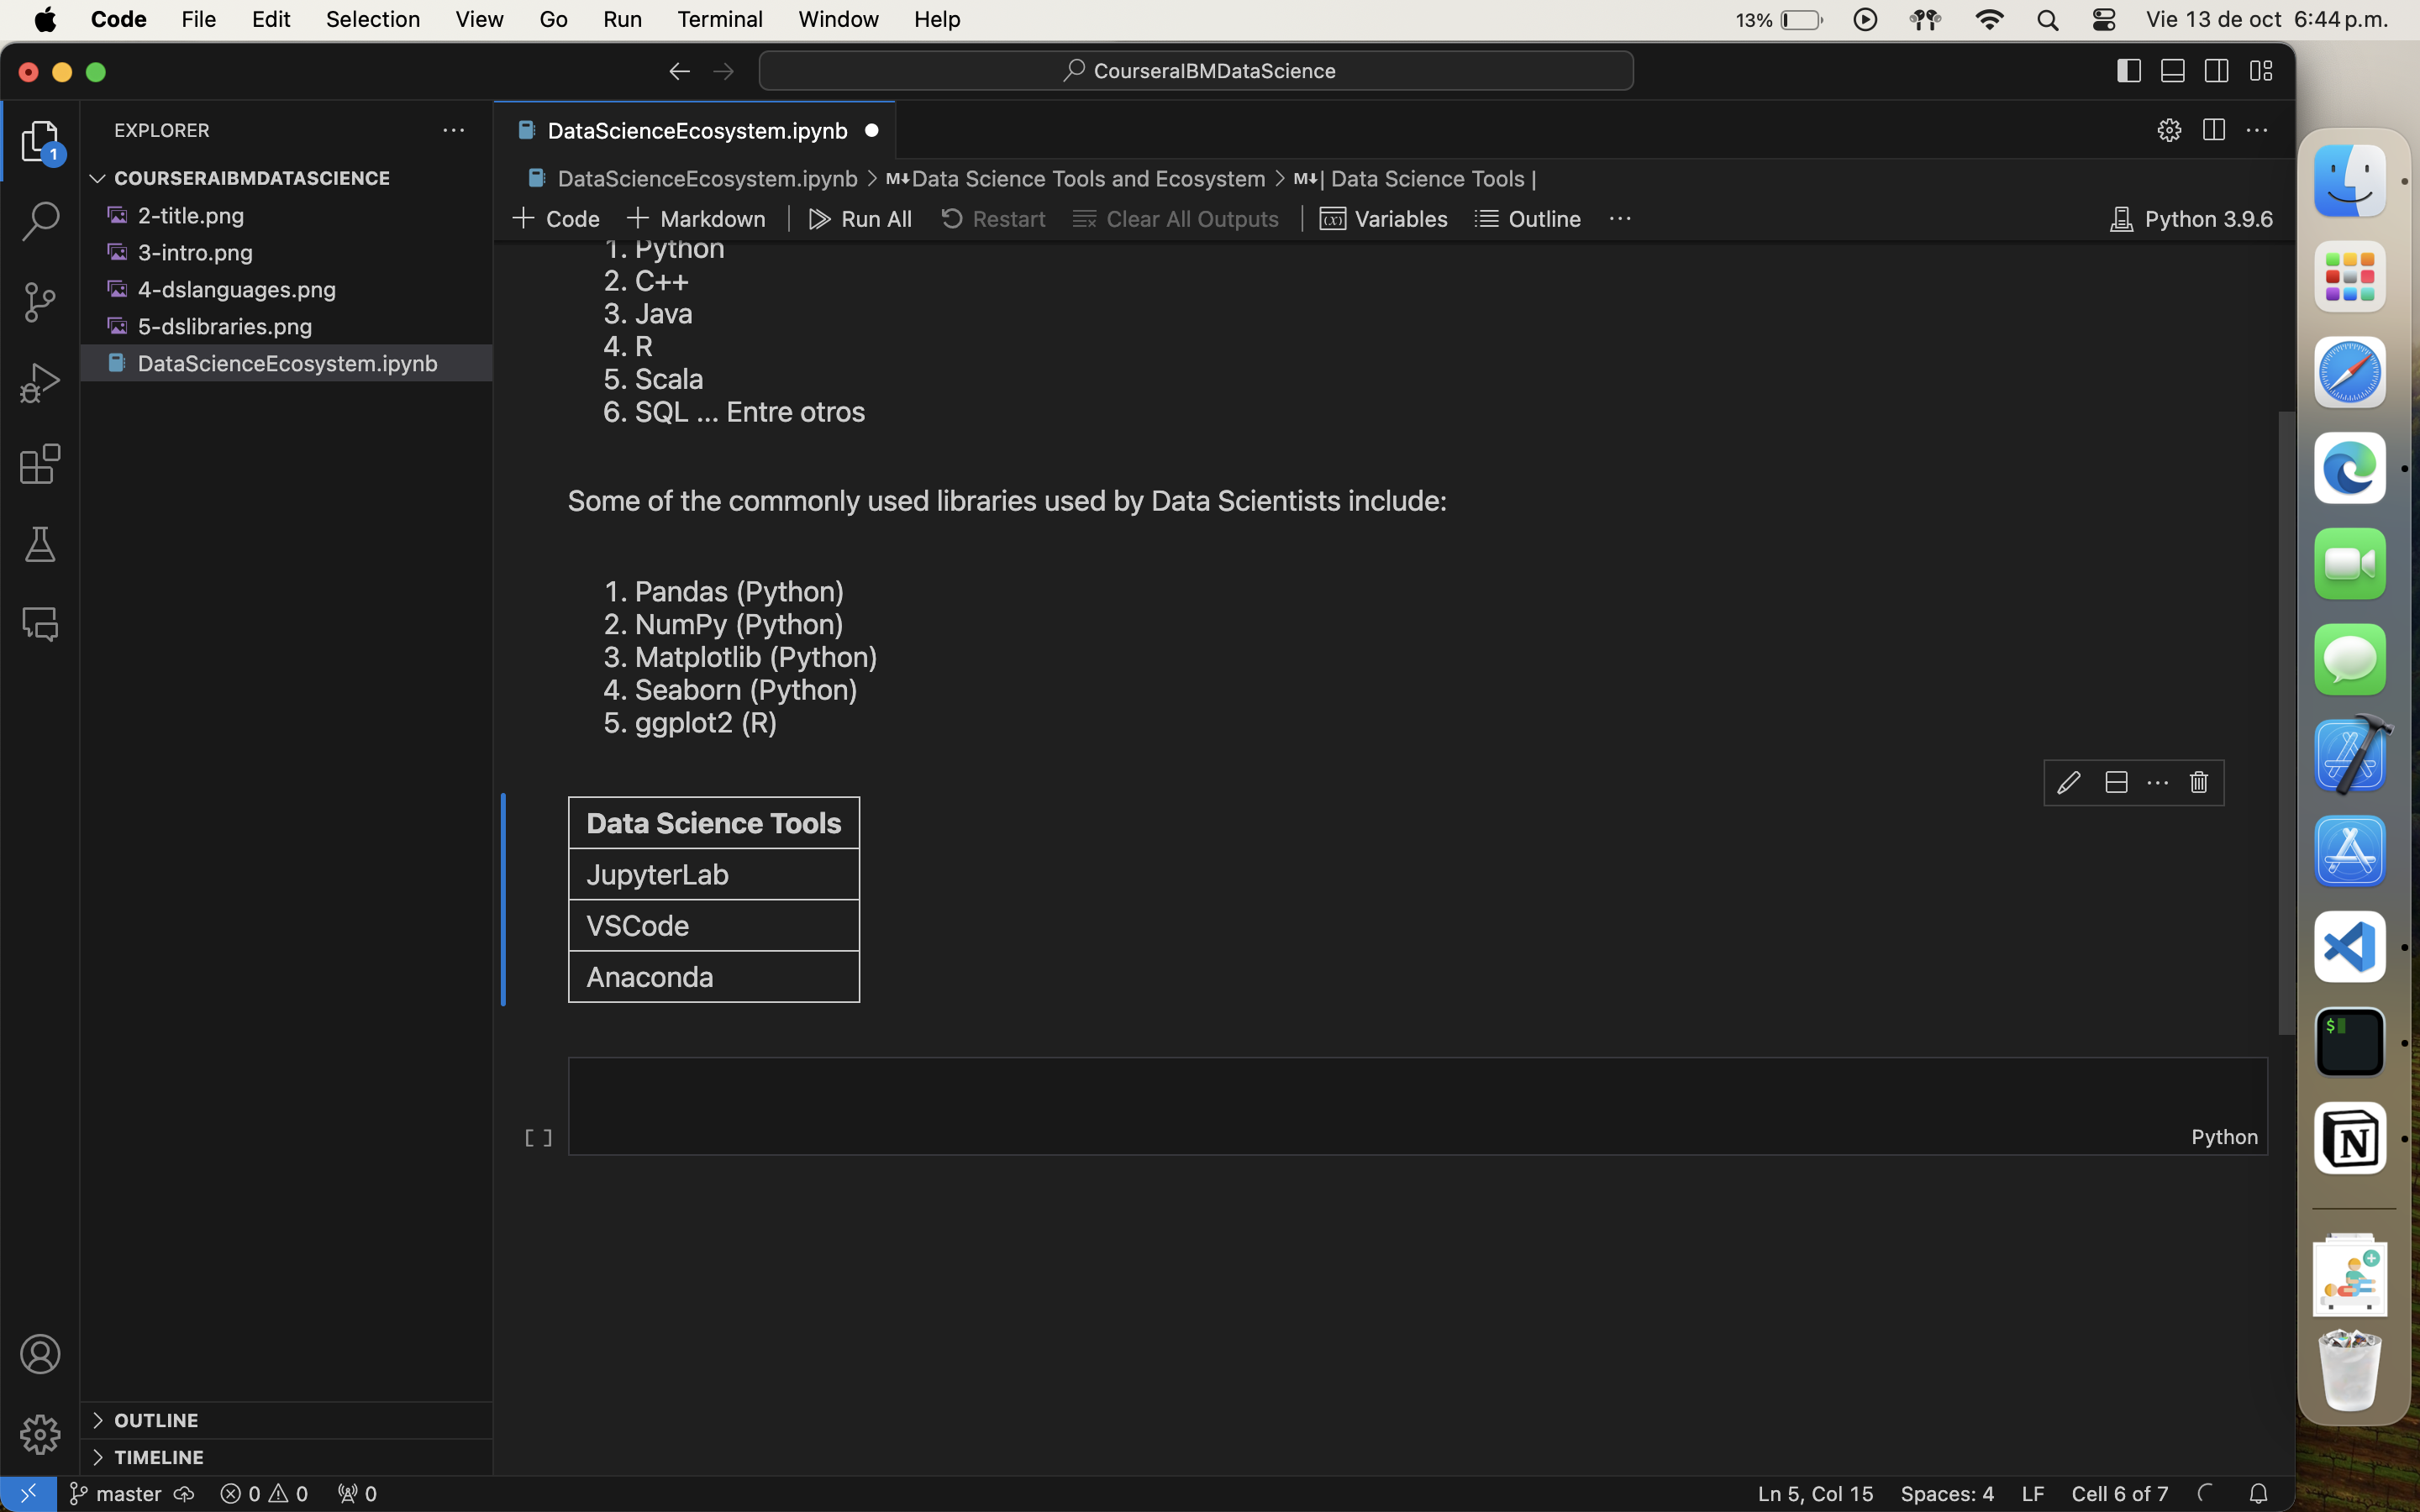 Code File Edit Selection View Go Run Terminal Window Help 13% Vie 13 de oct 6:44 p.m.
CourseraIBMDataScience
EXPLORER
1
COURSERAIBMDATASCIENCE
2-title.png
3-intro.png
4-dslanguages.png
5-dslibraries.png
DataScienceEcosystem.ipynb
OUTLINE
TIMELINE
DataScienceEcosystem.ipynb
DataScienceEcosystem.ipynb > M↓Data Science Tools and Ecosystem > M↓| Data Science Tools |
Code Markdown Run All Restart Clear All Outputs Variables Outline ... Python 3.9.6
1. Python
2. C++
3. Java
4. R
5. Scala
6. SQL ... Entre otros
Some of the commonly used libraries used by Data Scientists include:
1. Pandas (Python)
2. NumPy (Python)
3. Matplotlib (Python)
4. Seaborn (Python)
5. ggplot2 (R)
Data Science Tools
JupyterLab
VSCode
Anaconda
[ ]
Python
master 0 0 0 Ln 5, Col 15 Spaces: 4 LF Cell 6 of 7
$
N